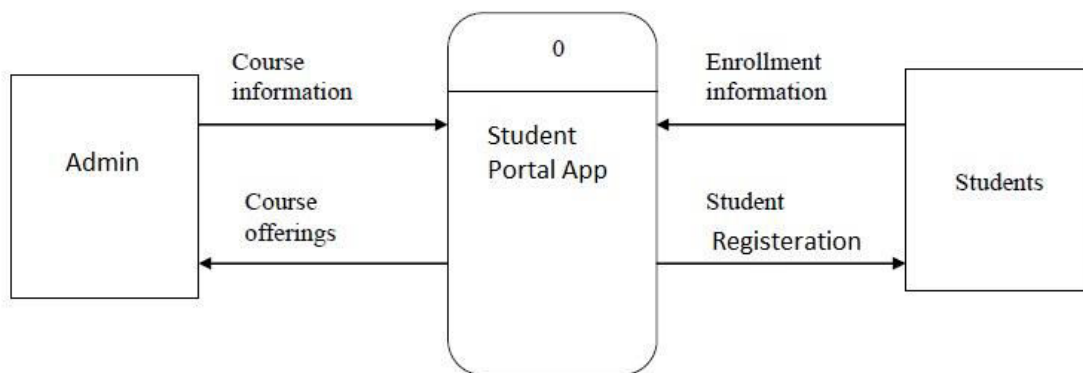 0
Course
information
Enrollment
information
Admin
Student
Portal App
Students
Course
offerings
Student
Registeration